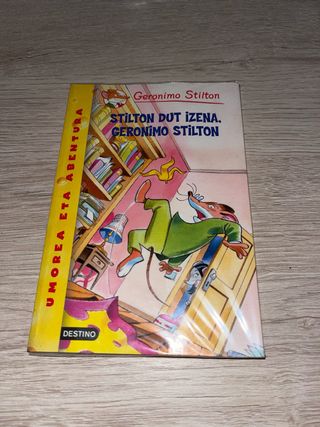 Geronimo Stilton
STILTON DUT IZENA,
GERONIMO STILTON
UMOREA ETA ABENTURA
DESTINO